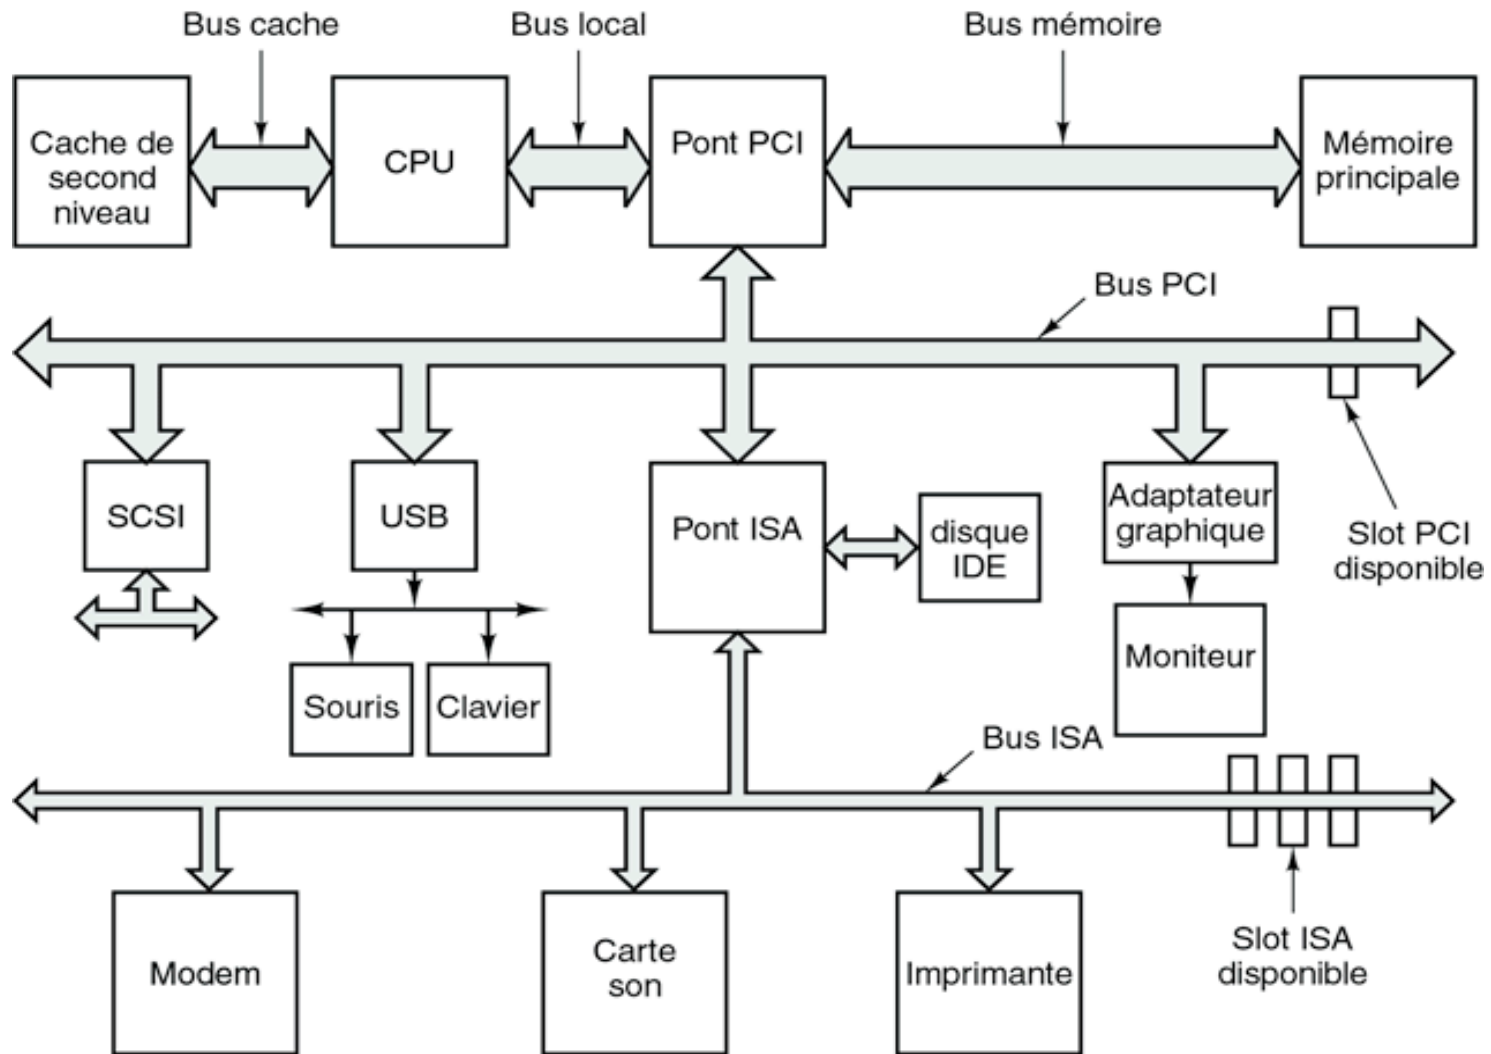 Bus cache
Bus local
Bus mémoire
Cache de
second
niveau
CPU
Pont PCI
Mémoire
principale
Bus PCI
SCSI
USB
Pont ISA
disque
IDE
Adaptateur
graphique
Slot PCI
disponible
Souris
Clavier
Moniteur
Bus ISA
Modem
Carte
son
Imprimante
Slot ISA
disponible